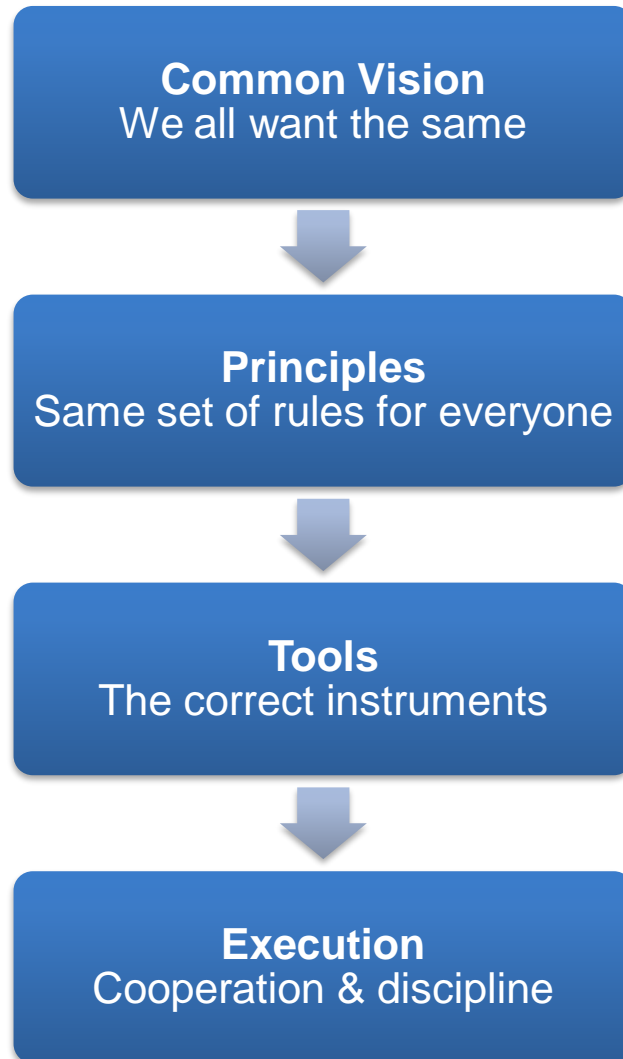 Common Vision
We all want the same
Principles
Same set of rules for everyone
Tools
The correct instruments
Execution
Cooperation & discipline